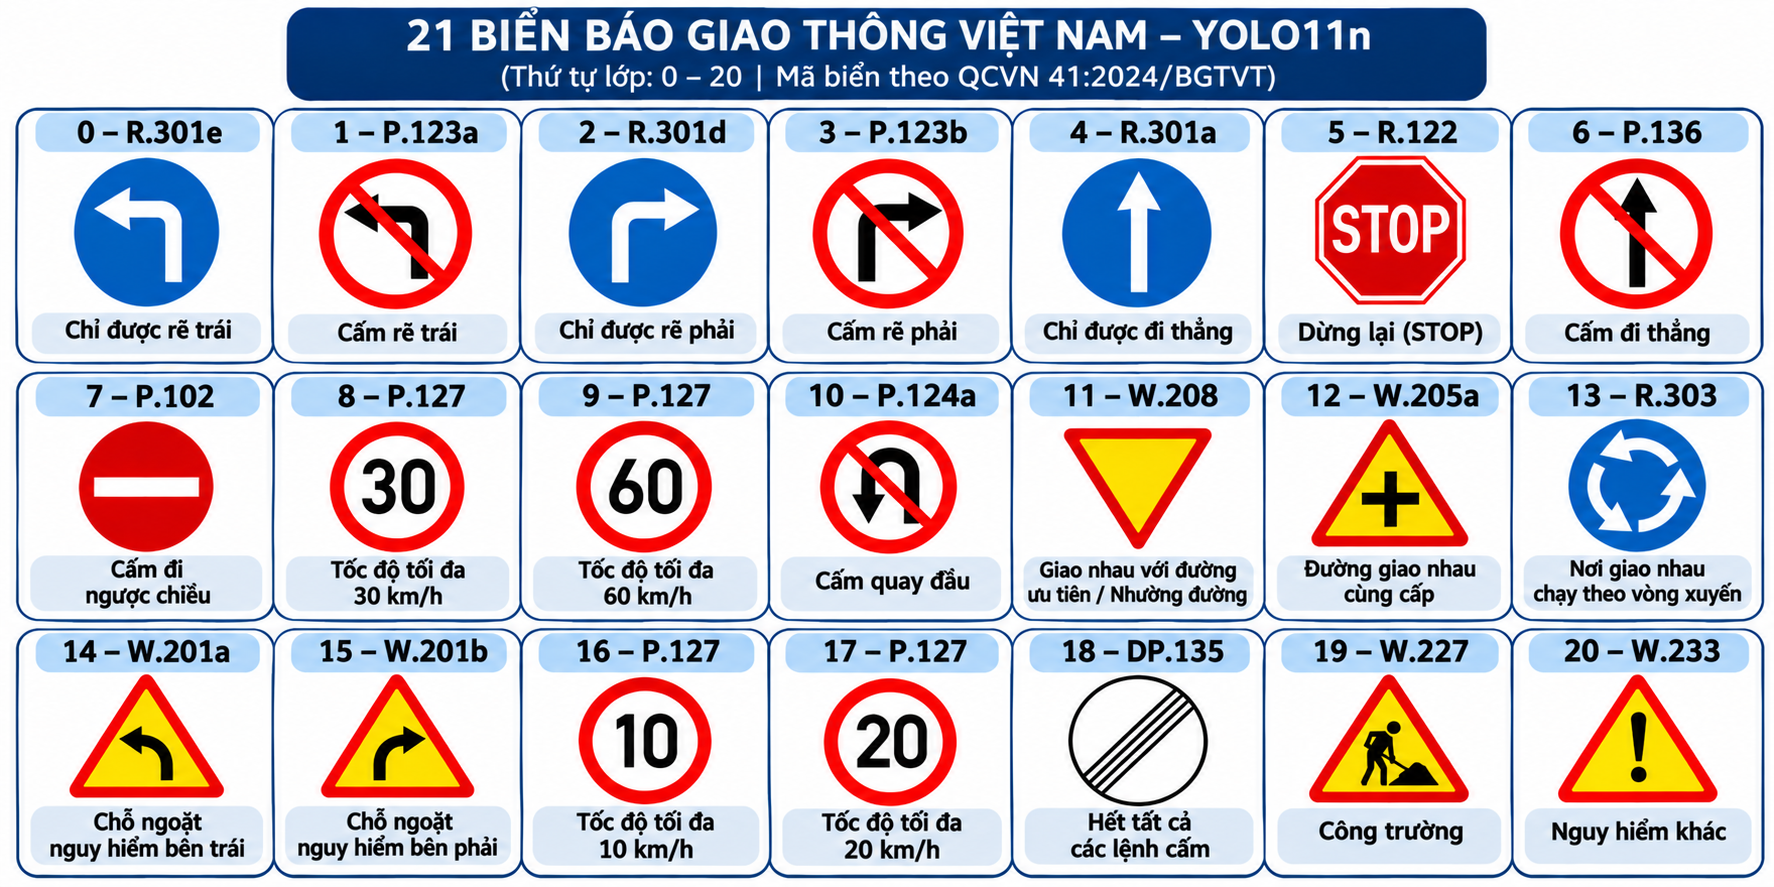 21 BIỂN BÁO GIAO THÔNG VIỆT NAM – YOLO11n
(Thứ tự lớp: 0 – 20 | Mã biển theo QCVN 41:2024/BGTVT)
0 – R.301e
Chỉ được rẽ trái
1 – P.123a
Cấm rẽ trái
2 – R.301d
Chỉ được rẽ phải
3 – P.123b
Cấm rẽ phải
4 – R.301a
Chỉ được đi thẳng
5 – R.122
STOP
Dừng lại (STOP)
6 – P.136
Cấm đi thẳng
7 – P.102
Cấm đi
ngược chiều
8 – P.127
30
Tốc độ tối đa
30 km/h
9 – P.127
60
Tốc độ tối đa
60 km/h
10 – P.124a
Cấm quay đầu
11 – W.208
Giao nhau với đường
ưu tiên / Nhường đường
12 – W.205a
Đường giao nhau
cùng cấp
13 – R.303
Nơi giao nhau
chạy theo vòng xuyến
14 – W.201a
Chỗ ngoặt
nguy hiểm bên trái
15 – W.201b
Chỗ ngoặt
nguy hiểm bên phải
16 – P.127
10
Tốc độ tối đa
10 km/h
17 – P.127
20
Tốc độ tối đa
20 km/h
18 – DP.135
Hết tất cả
các lệnh cấm
19 – W.227
Công trường
20 – W.233
!
Nguy hiểm khác